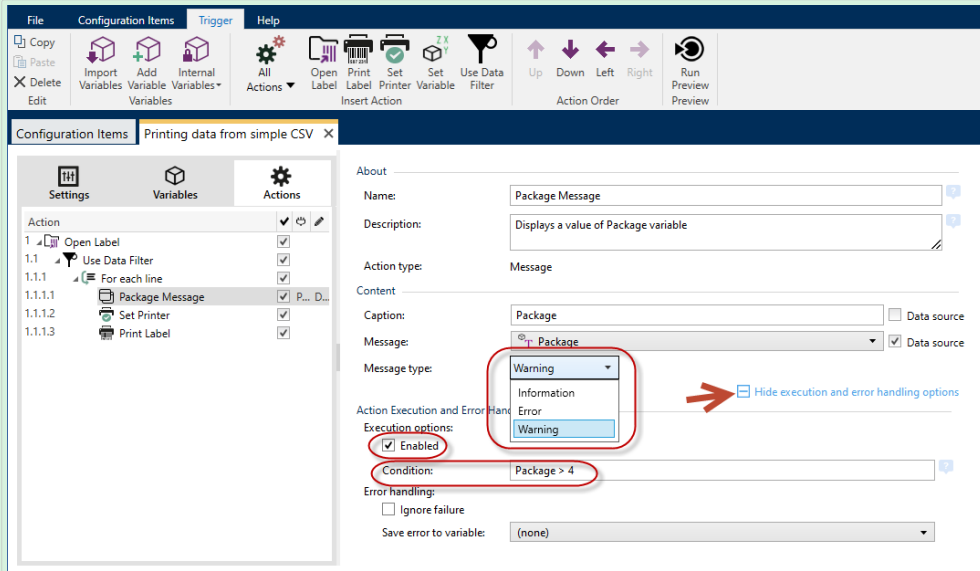 File Configuration Items Trigger Help
Copy
Paste
Delete
Edit
Import Variables
Add Variable
Internal Variables
Variables
All Actions
Open Label
Print Label
Set Printer
Set Variable
Use Data Filter
Insert Action
Up Down Left Right
Action Order
Run Preview
Preview
Configuration Items Printing data from simple CSV
Settings Variables Actions
Action
1 Open Label
1.1 Use Data Filter
1.1.1 For each line
1.1.1.1 Package Message P... D...
1.1.1.2 Set Printer
1.1.1.3 Print Label
About
Name: Package Message
Description: Displays a value of Package variable
Action type: Message
Content
Caption: Package Data source
Message: Package Data source
Message type: Warning
Information
Error
Warning
Hide execution and error handling options
Action Execution and Error Hand
Execution options:
Enabled
Condition: Package > 4
Error handling:
Ignore failure
Save error to variable: (none)